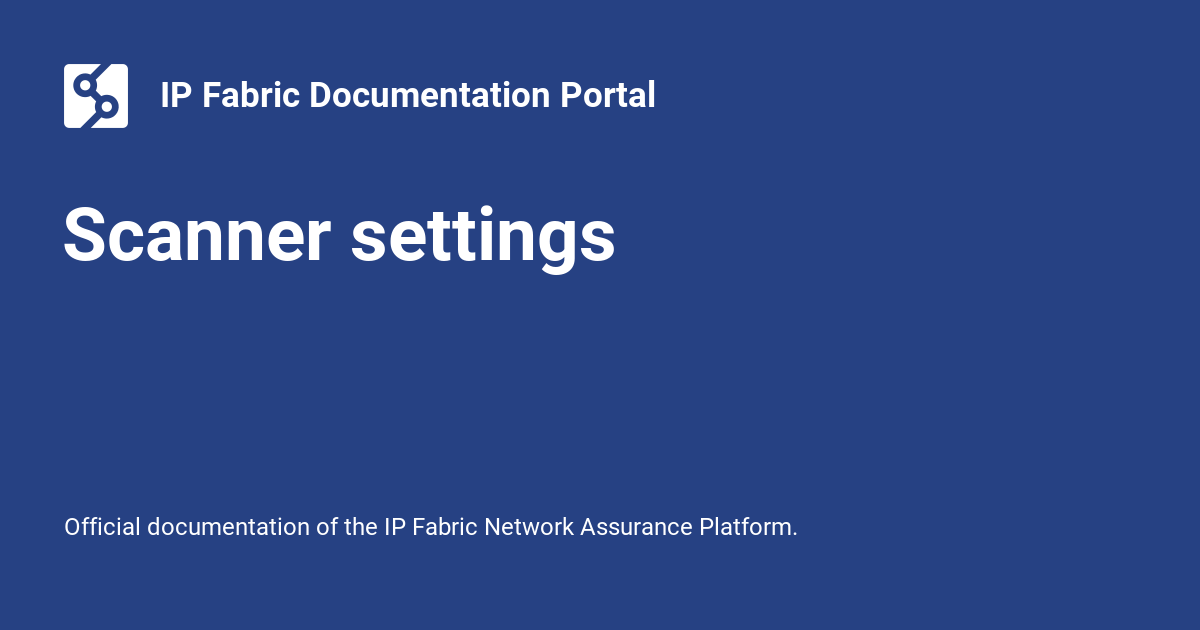 IP Fabric Documentation Portal
Scanner settings
Official documentation of the IP Fabric Network Assurance Platform.